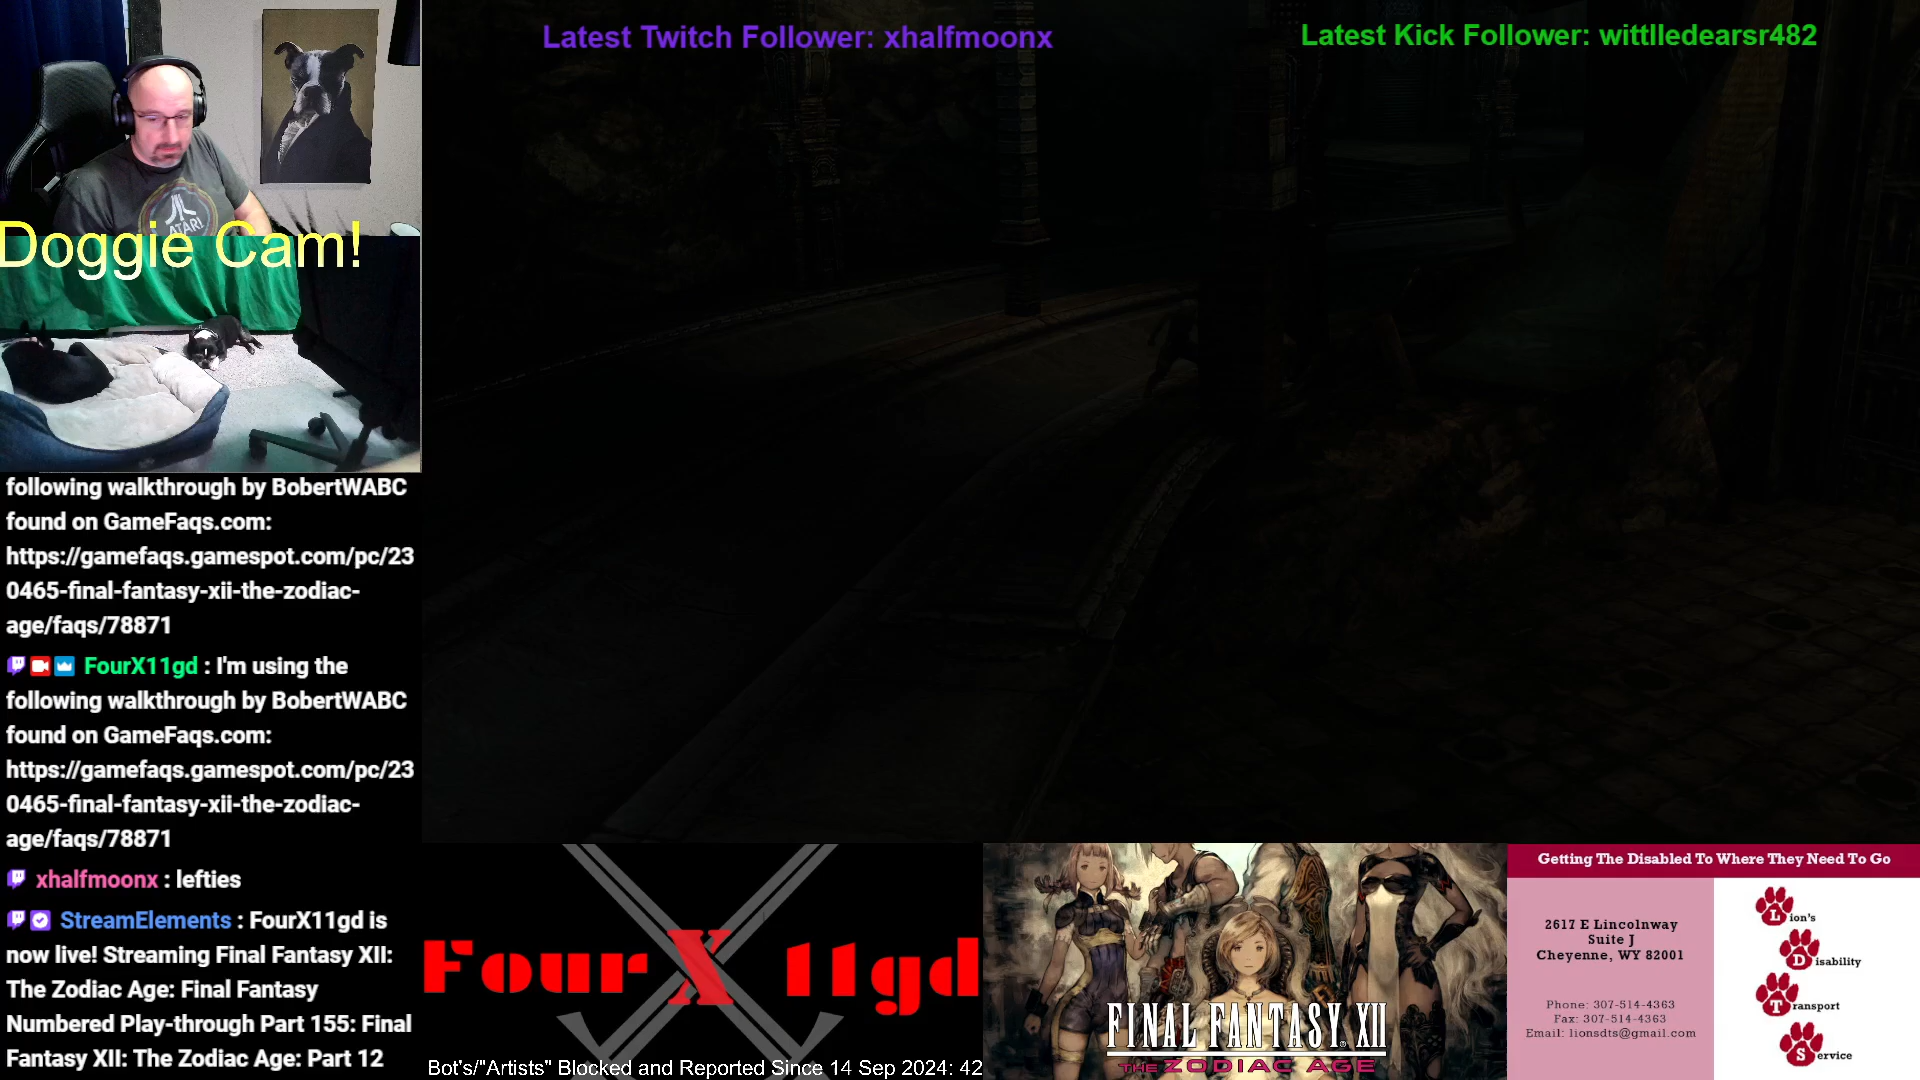 Latest Twitch Follower: xhalfmoonx
Latest Kick Follower: wittlledearsr482
ATARI
Doggie Cam!
following walkthrough by BobertWABC
found on GameFaqs.com:
https://gamefaqs.gamespot.com/pc/23
0465-final-fantasy-xii-the-zodiac-
age/faqs/78871
FourX11gd : I'm using the
following walkthrough by BobertWABC
found on GameFaqs.com:
https://gamefaqs.gamespot.com/pc/23
0465-final-fantasy-xii-the-zodiac-
age/faqs/78871
xhalfmoonx : lefties
StreamElements : FourX11gd is
now live! Streaming Final Fantasy XII:
The Zodiac Age: Final Fantasy
Numbered Play-through Part 155: Final
Fantasy XII: The Zodiac Age: Part 12
FourX11gd
Bot's/"Artists" Blocked and Reported Since 14 Sep 2024: 42
FINAL FANTASY XII
THE ZODIAC AGE
Getting The Disabled To Where They Need To Go
2617 E Lincolnway
Suite J
Cheyenne, WY 82001
Phone: 307-514-4363
Fax: 307-514-4363
Email: lionsdts@gmail.com
Lion's
Disability
Transport
Service